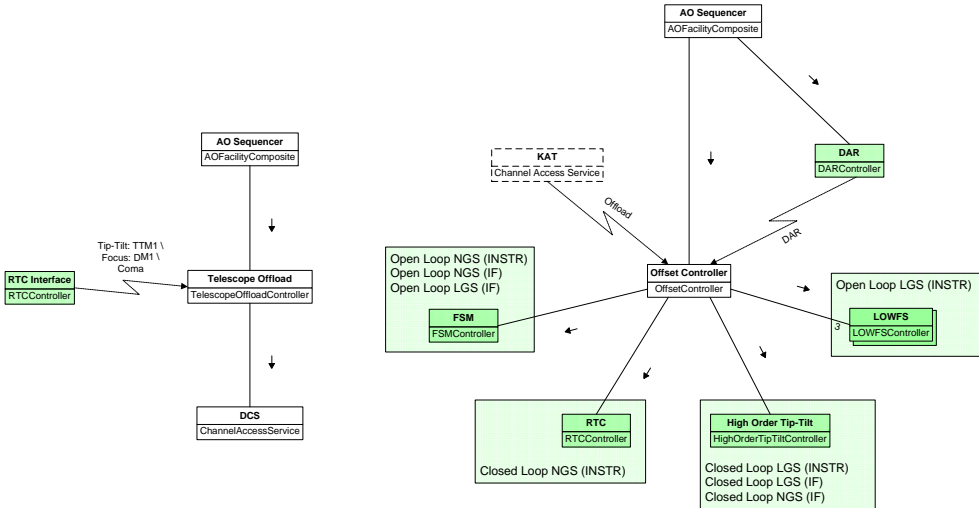 AO Sequencer
AOFacilityComposite
Tip-Tilt: TTM1 \
Focus: DM1 \
Coma
RTC Interface
RTCController
Telescope Offload
TelescopeOffloadController
DCS
ChannelAccessService
AO Sequencer
AOFacilityComposite
KAT
Channel Access Service
DAR
DARController
Offload
DAR
Offset Controller
OffsetController
Open Loop NGS (INSTR)
Open Loop NGS (IF)
Open Loop LGS (IF)
FSM
FSMController
Open Loop LGS (INSTR)
3
LOWFS
LOWFSController
RTC
RTCController
Closed Loop NGS (INSTR)
High Order Tip-Tilt
HighOrderTipTiltController
Closed Loop LGS (INSTR)
Closed Loop LGS (IF)
Closed Loop NGS (IF)